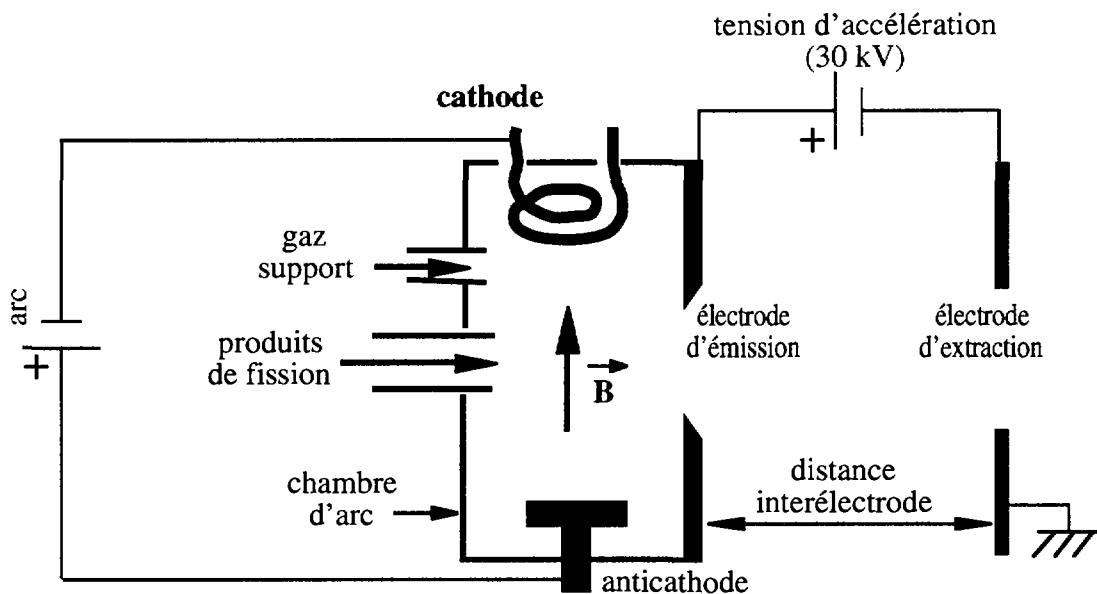 tension d'accélération
(30 kV)
cathode
+
gaz
support
arc
+
produits
de fission
B
électrode
d'émission
électrode
d'extraction
chambre
d'arc
distance
interélectrode
anticathode